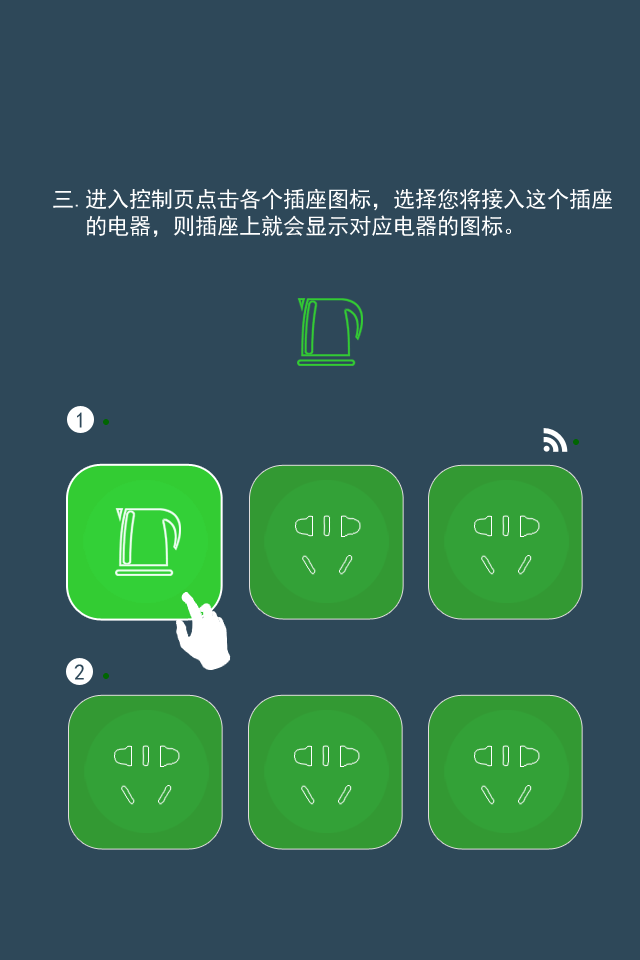 三.进入控制页点击各个插座图标，选择您将接入这个插座
的电器，则插座上就会显示对应电器的图标。
1
2